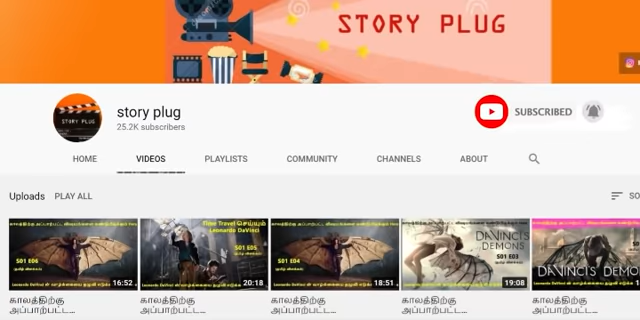 STORY PLUG
STORY PLUG
story plug
25.2K subscribers
SUBSCRIBED
HOME VIDEOS PLAYLISTS COMMUNITY CHANNELS ABOUT
Uploads PLAY ALL
SO
S01 E06
16:52
Time Travel செய்யும்
Leonardo DaVinci
S01 E05
20:18
S01 E04
18:51
DAVINCI'S
DEMONS
S01 E03
19:08
DAVINCI'S DEMO
காலத்திற்கு
அப்பாற்பட்ட...
காலத்திற்கு
அப்பாற்பட்ட...
காலத்திற்கு
அப்பாற்பட்ட...
காலத்திற்கு
அப்பாற்பட்ட...
காலத்திற்கு
அப்பாற்பட்ட...